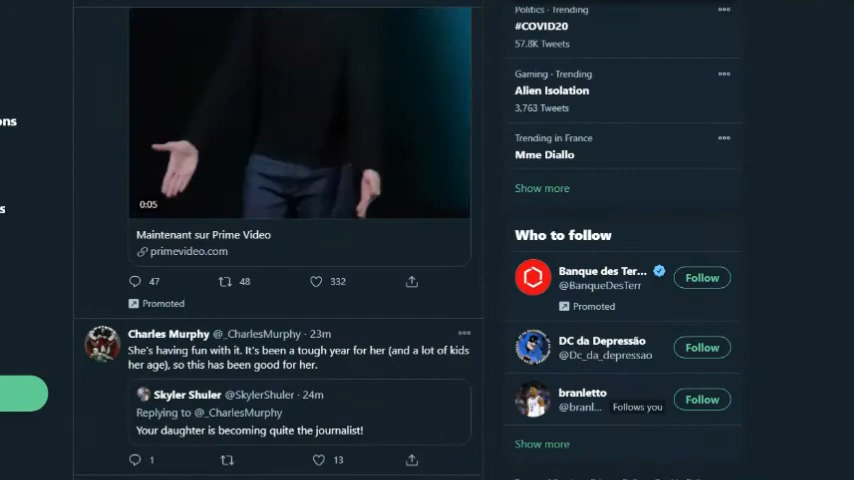 ons
s
0:05
Maintenant sur Prime Video
primevideo.com
47 48 332
Promoted
Charles Murphy @_CharlesMurphy · 23m
She's having fun with it. It's been a tough year for her (and a lot of kids
her age), so this has been good for her.
Skyler Shuler @SkylerShuler · 24m
Replying to @_CharlesMurphy
Your daughter is becoming quite the journalist!
1 13
Politics · Trending
#COVID20
57.8K Tweets
Gaming · Trending
Alien Isolation
3,763 Tweets
Trending in France
Mme Diallo
Show more
Who to follow
Banque des Ter...
@BanqueDesTerr
Follow
Promoted
DC da Depressão
@Dc_da_depressao
Follow
branletto
@branl... Follows you
Follow
Show more